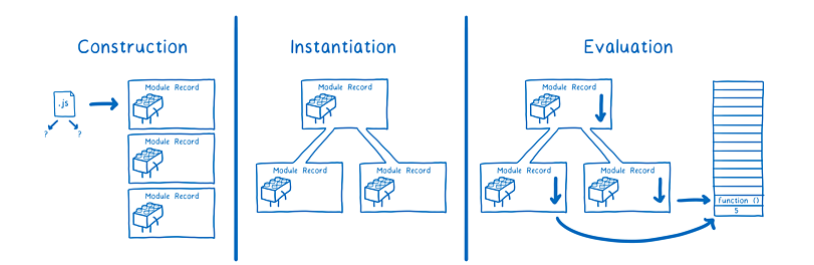 Construction
.js
?
?
Module Record
Module Record
Module Record
Instantiation
Module Record
Module Record
Module Record
Evaluation
Module Record
Module Record
Module Record
function ()
5